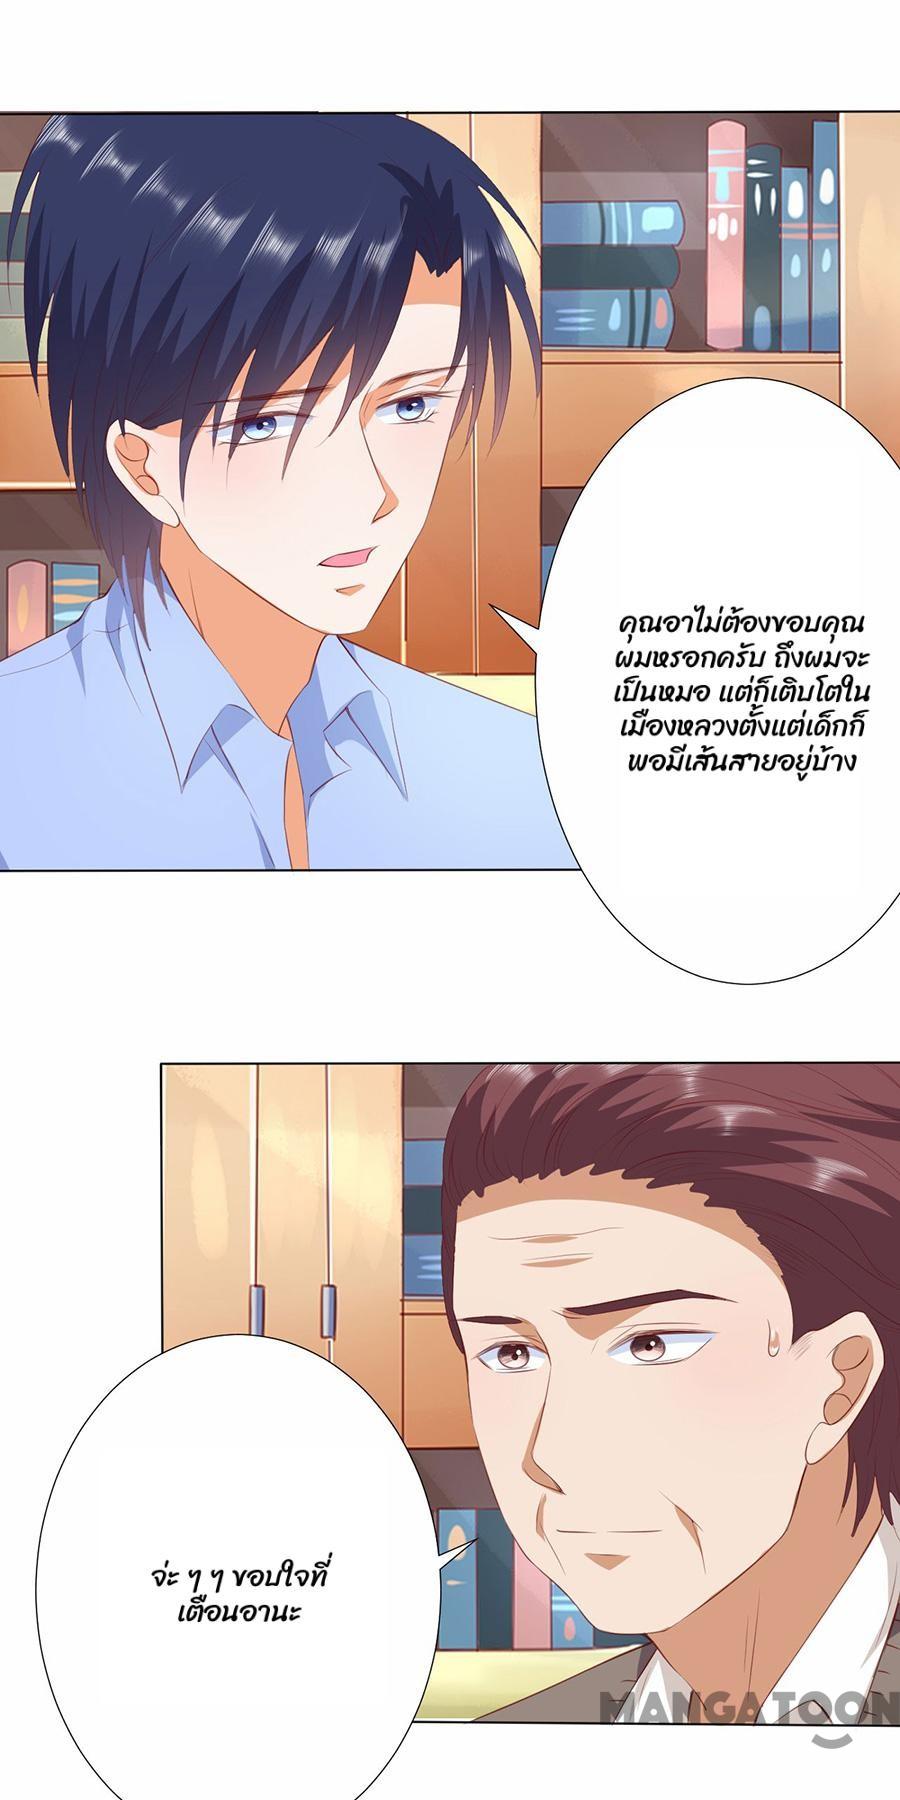 คุณอาไม่ต้องขอบคุณ
ผมหรอกครับ ถึงผมจะ
เป็นหมอ แต่ก็เติบโตใน
เมืองหลวงตั้งแต่เด็กก็
พอมีเส้นสายอยู่บ้าง
จ่ะ ๆ ๆ ขอบใจที่
เตือนอานะ
MANGATOON